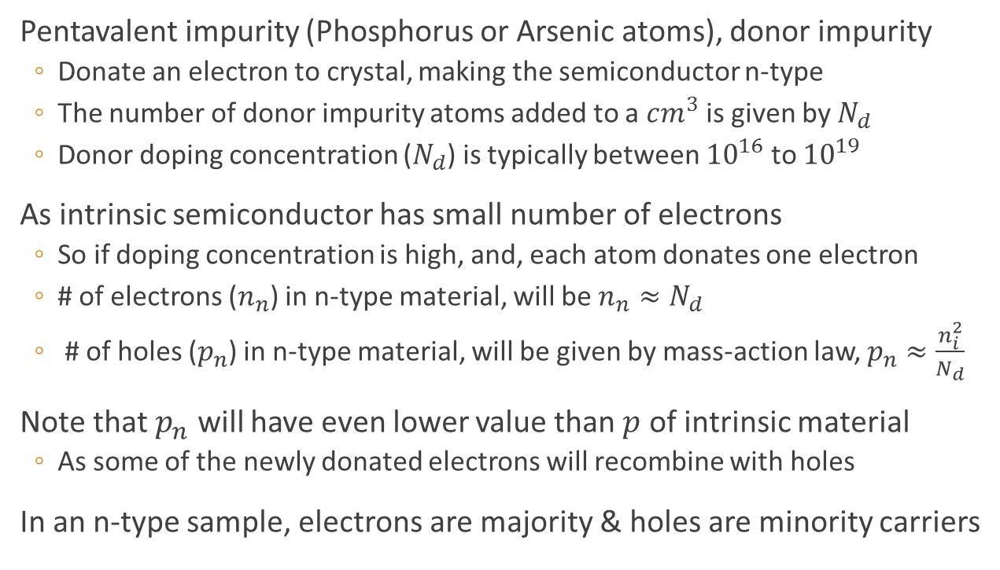 Pentavalent impurity (Phosphorus or Arsenic atoms), donor impurity
◦ Donate an electron to crystal, making the semiconductor n-type
◦ The number of donor impurity atoms added to a $cm^3$ is given by $N_d$
◦ Donor doping concentration ($N_d$) is typically between $10^{16}$ to $10^{19}$
As intrinsic semiconductor has small number of electrons
◦ So if doping concentration is high, and, each atom donates one electron
◦ # of electrons ($n_n$) in n-type material, will be $n_n \approx N_d$
◦ # of holes ($p_n$) in n-type material, will be given by mass-action law, $p_n \approx \frac{n_i^2}{N_d}$
Note that $p_n$ will have even lower value than $p$ of intrinsic material
◦ As some of the newly donated electrons will recombine with holes
In an n-type sample, electrons are majority & holes are minority carriers